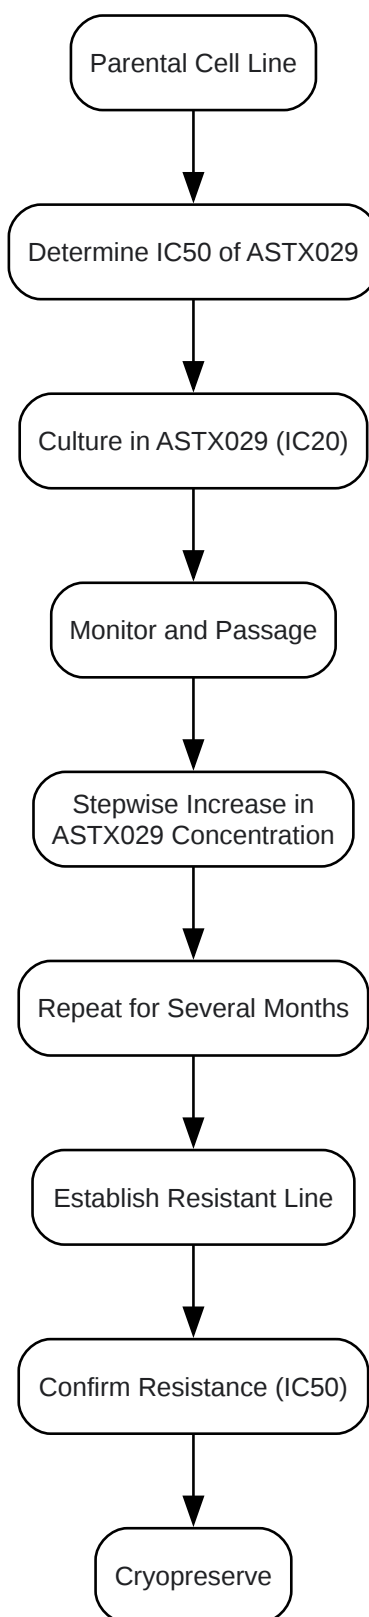 Parental Cell Line
Determine IC50 of ASTX029
Culture in ASTX029 (IC20)
Monitor and Passage
Stepwise Increase in
ASTX029 Concentration
Repeat for Several Months
Establish Resistant Line
Confirm Resistance (IC50)
Cryopreserve